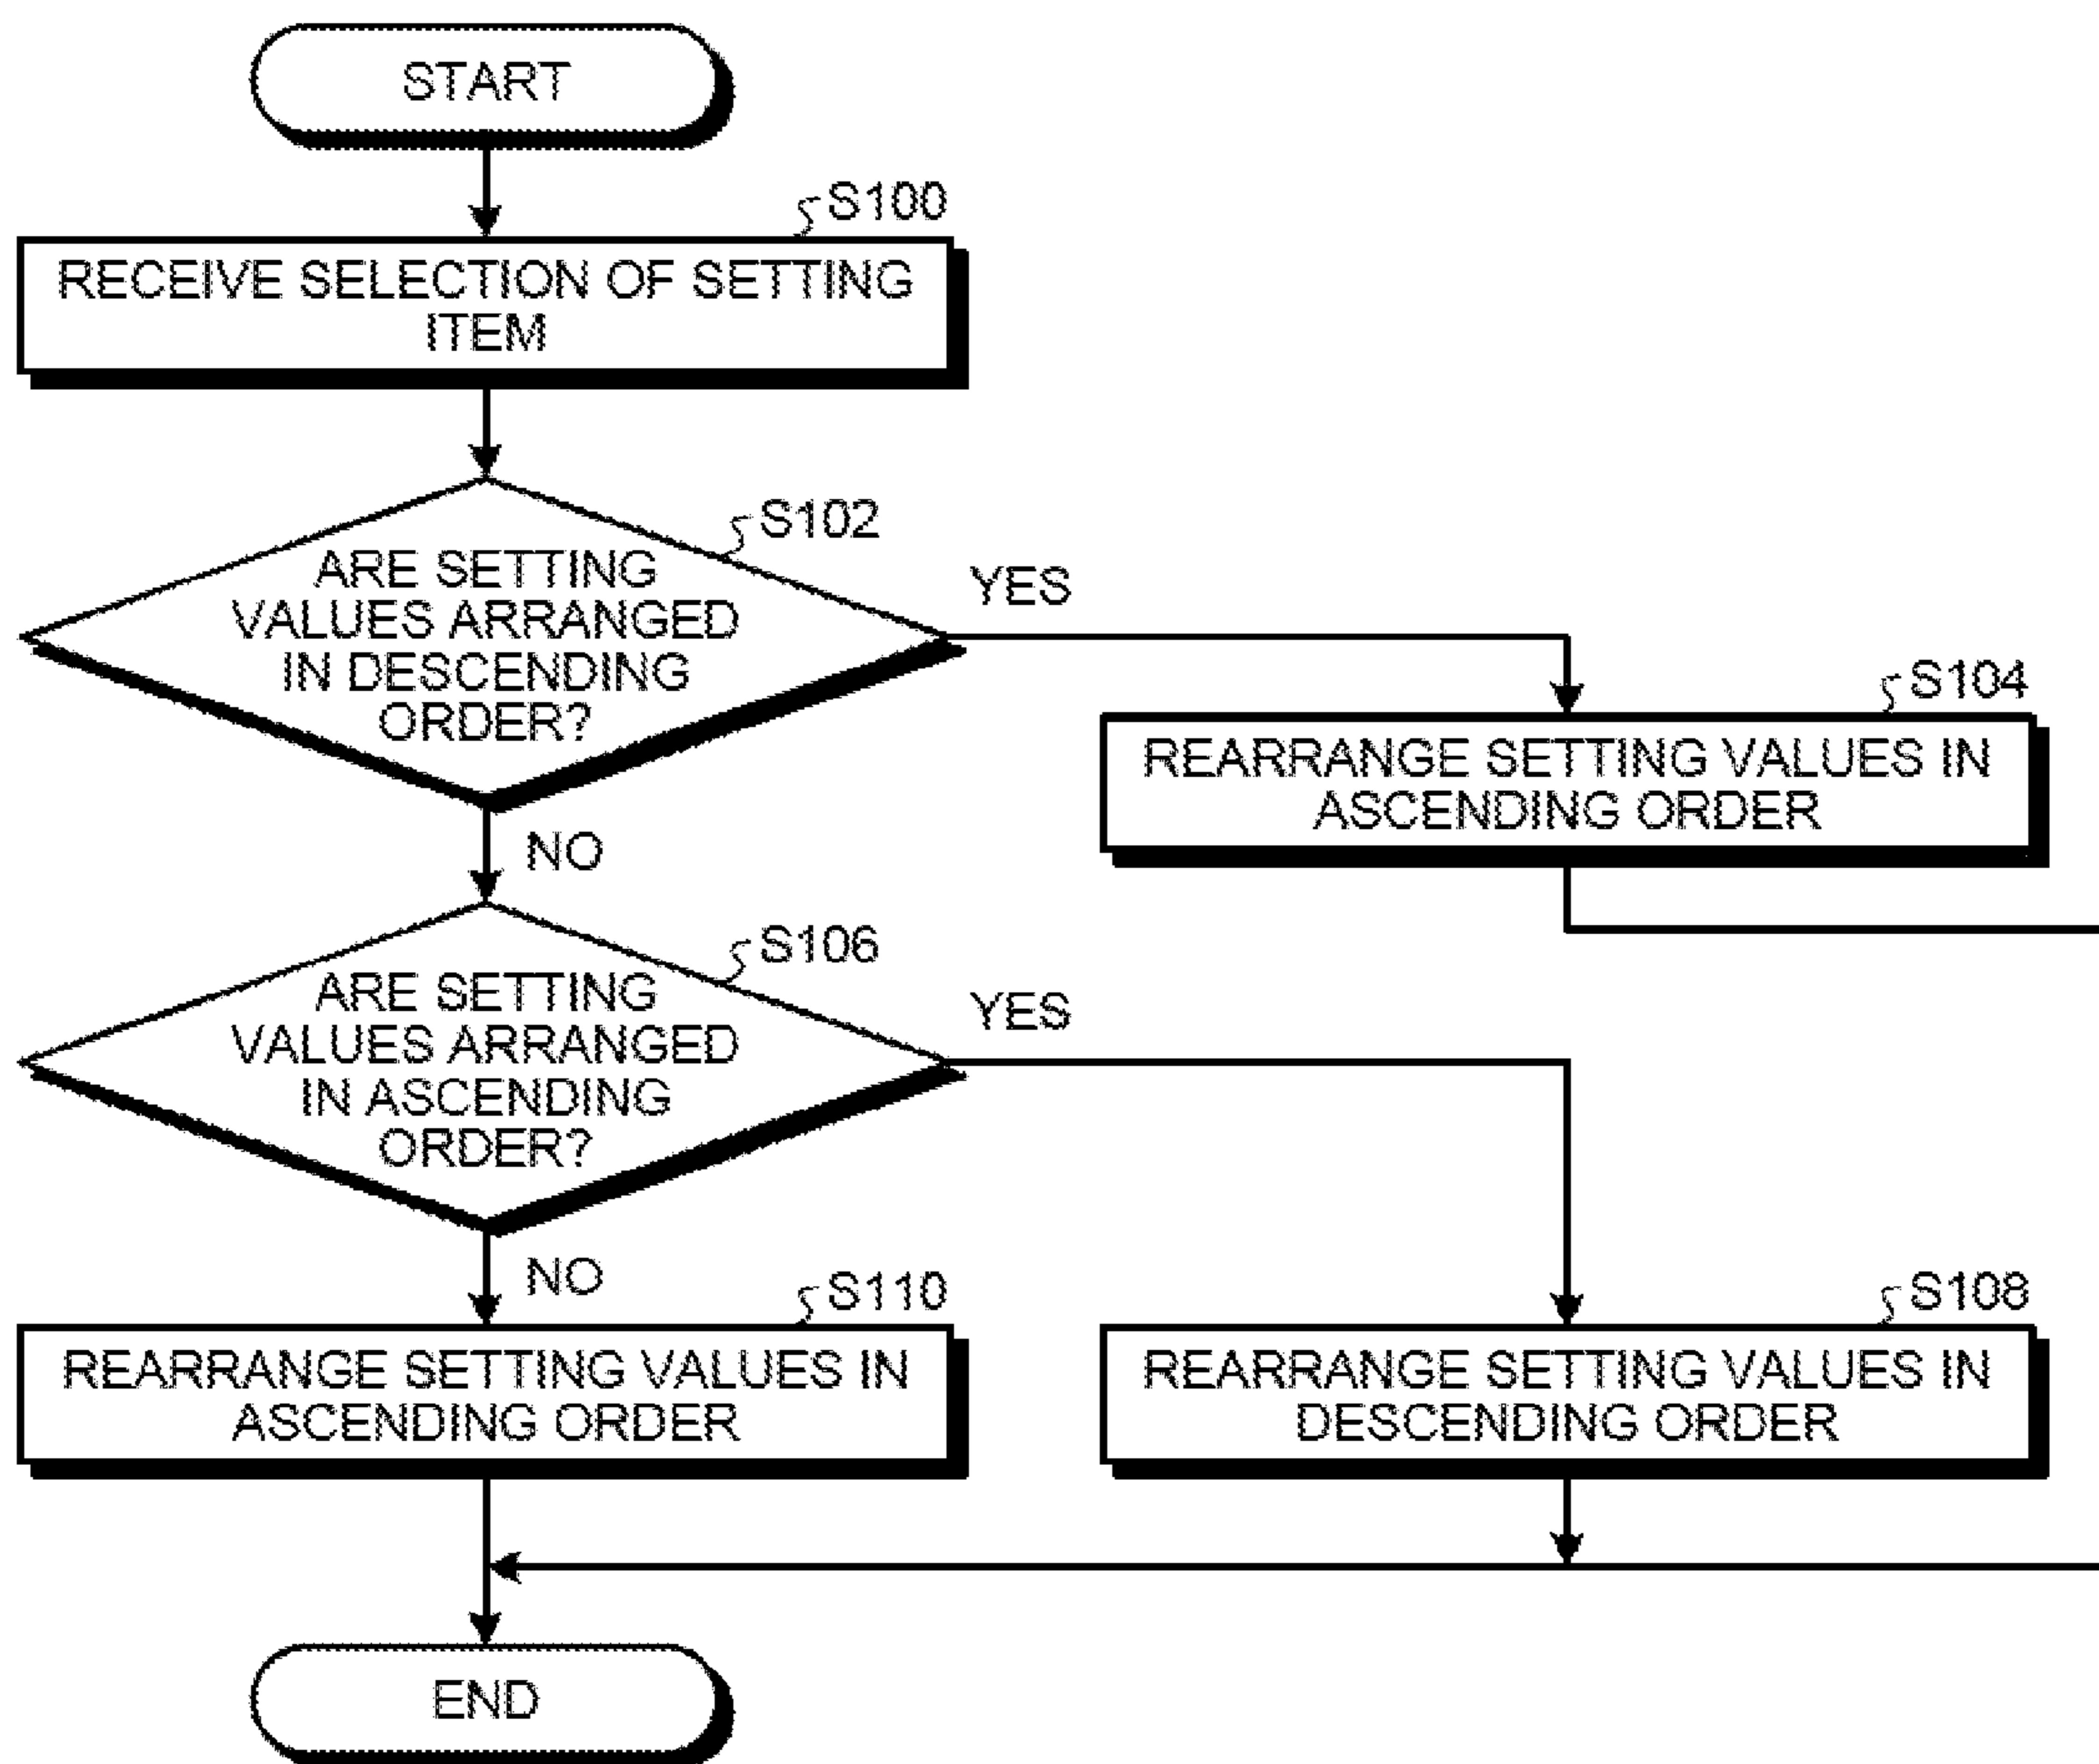 START
S100
RECEIVE SELECTION OF SETTING
ITEM
S102
ARE SETTING
VALUES ARRANGED
IN DESCENDING
ORDER?
YES
S104
REARRANGE SETTING VALUES IN
ASCENDING ORDER
NO
S106
ARE SETTING
VALUES ARRANGED
IN ASCENDING
ORDER?
YES
NO
S110
REARRANGE SETTING VALUES IN
ASCENDING ORDER
S108
REARRANGE SETTING VALUES IN
DESCENDING ORDER
END